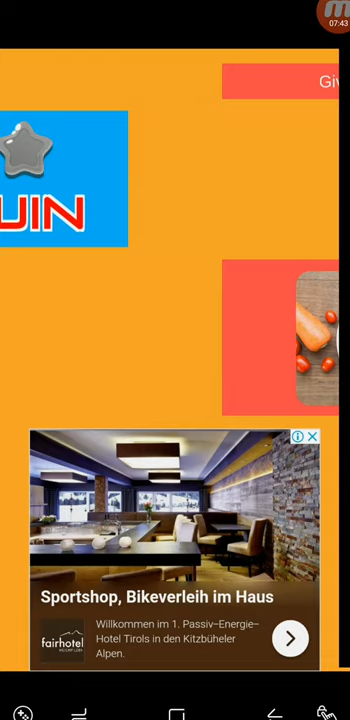 07:43
Giv
UIN
Sportshop, Bikeverleih im Haus
fairhotel
Willkommen im 1. Passiv-Energie-
Hotel Tirols in den Kitzbüheler
Alpen.